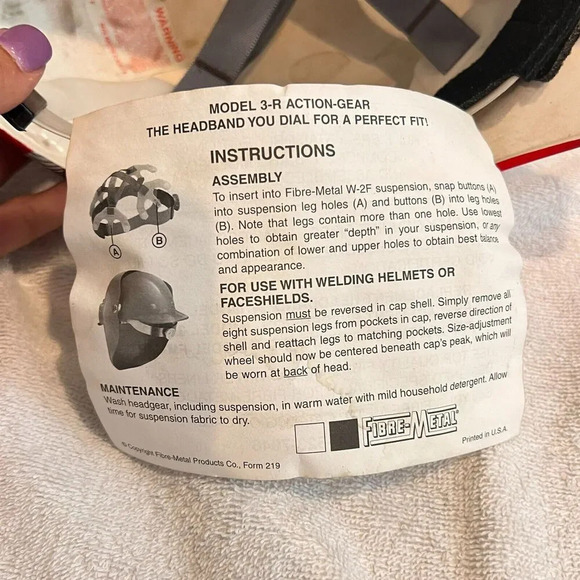 WARNING
MODEL 3-R ACTION-GEAR
THE HEADBAND YOU DIAL FOR A PERFECT FIT!
INSTRUCTIONS
ASSEMBLY
To insert into Fibre-Metal W-2F suspension, snap buttons (A)
into suspension leg holes (A) and buttons (B) into leg holes
(B). Note that legs contain more than one hole. Use lowest
holes to obtain greater "depth" in your suspension, or any
combination of lower and upper holes to obtain best balance
and appearance.
A
B
FOR USE WITH WELDING HELMETS OR
FACESHIELDS.
Suspension must be reversed in cap shell. Simply remove all
eight suspension legs from pockets in cap, reverse direction of
shell and reattach legs to matching pockets. Size-adjustment
wheel should now be centered beneath cap's peak, which will
be worn at back of head.
MAINTENANCE
Wash headgear, including suspension, in warm water with mild household detergent. Allow
time for suspension fabric to dry.
FIBRE-METAL
© Copyright Fibre-Metal Products Co., Form 219
Printed in U.S.A.